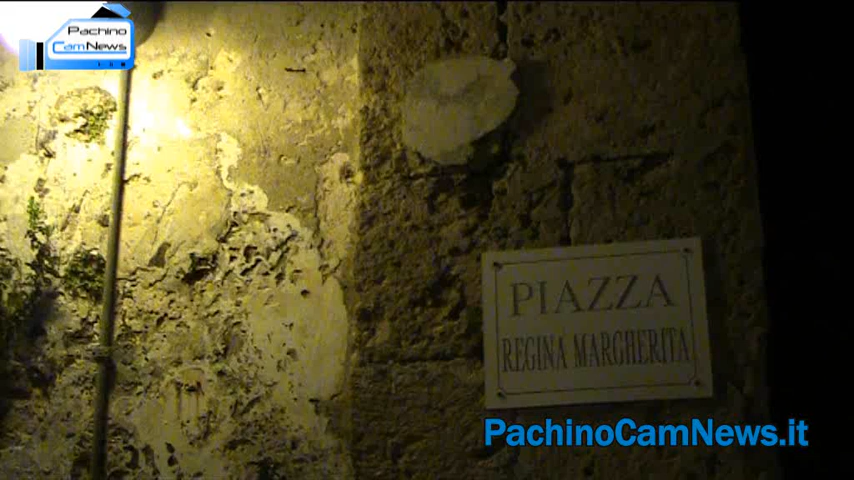 Pachino
CamNews
PIAZZA
REGINA MARGHERITA
PachinoCamNews.it